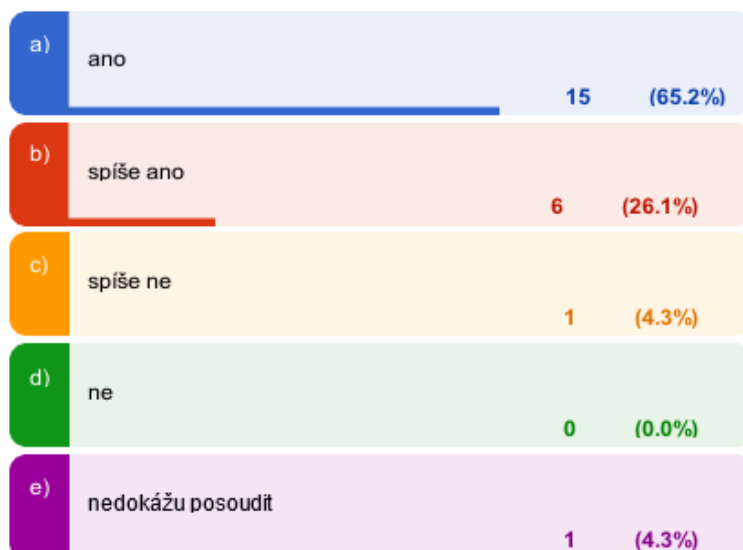 a)
ano
15 (65.2%)
b)
spíše ano
6 (26.1%)
c)
spíše ne
1 (4.3%)
d)
ne
0 (0.0%)
e)
nedokážu posoudit
1 (4.3%)